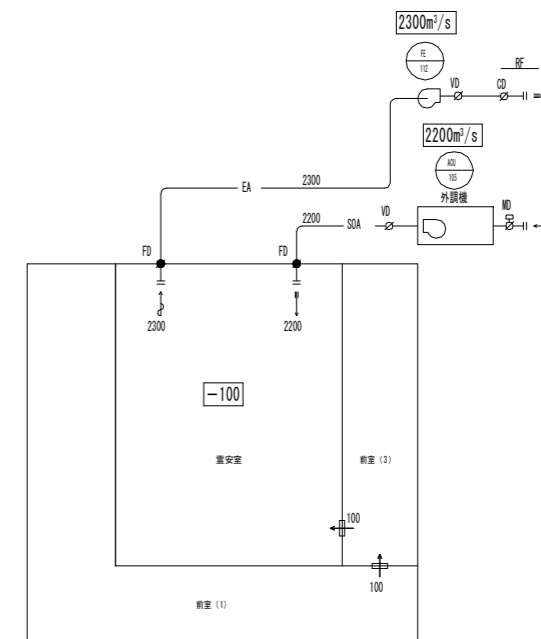 2300m³/s
FE
112
RF
VD
CD
2200m³/s
ACU
105
外調機
EA
2300
2200
SOA
VD
MD
FD
FD
2300
2200
-100
霊安室
前室(3)
100
100
前室(1)